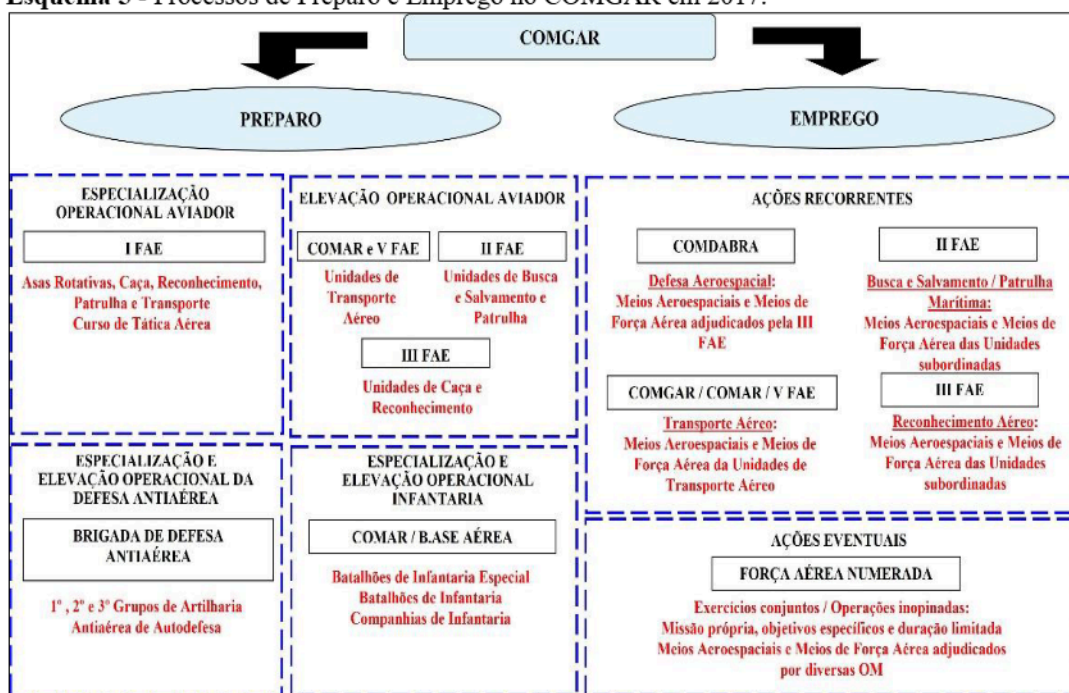 Esquema 3 - Processos de Preparo e Emprego no COMGAR em 2017.
COMGAR
PREPARO
EMPREGO
ESPECIALIZAÇÃO
OPERACIONAL AVIADOR
I FAE
Asas Rotativas, Caça, Reconhecimento,
Patrulha e Transporte
Curso de Tática Aérea
ELEVAÇÃO OPERACIONAL AVIADOR
COMAR e V FAE
Unidades de
Transporte
Aéreo
II FAE
Unidades de Busca
e Salvamento e
Patrulha
III FAE
Unidades de Caça e
Reconhecimento
AÇÕES RECORRENTES
COMDABRA
Defesa Aeroespacial:
Meios Aeroespaciais e Meios de
Força Aérea adjudicados pela III
FAE
II FAE
Busca e Salvamento / Patrulha
Marítima:
Meios Aeroespaciais e Meios de
Força Aérea das Unidades
subordinadas
COMGAR / COMAR / V FAE
Transporte Aéreo:
Meios Aeroespaciais e Meios de
Força Aérea da Unidades de
Transporte Aéreo
III FAE
Reconhecimento Aéreo:
Meios Aeroespaciais e Meios de
Força Aérea das Unidades
subordinadas
ESPECIALIZAÇÃO E
ELEVAÇÃO OPERACIONAL DA
DEFESA ANTIAÉREA
BRIGADA DE DEFESA
ANTIAÉREA
1º , 2º e 3º Grupos de Artilharia
Antiaérea de Autodefesa
ESPECIALIZAÇÃO E
ELEVAÇÃO OPERACIONAL
INFANTARIA
COMAR / B.ASE AÉREA
Batalhões de Infantaria Especial
Batalhões de Infantaria
Companhias de Infantaria
AÇÕES EVENTUAIS
FORÇA AÉREA NUMERADA
Exercícios conjuntos / Operações inopinadas:
Missão própria, objetivos específicos e duração limitada
Meios Aeroespaciais e Meios de Força Aérea adjudicados
por diversas OM